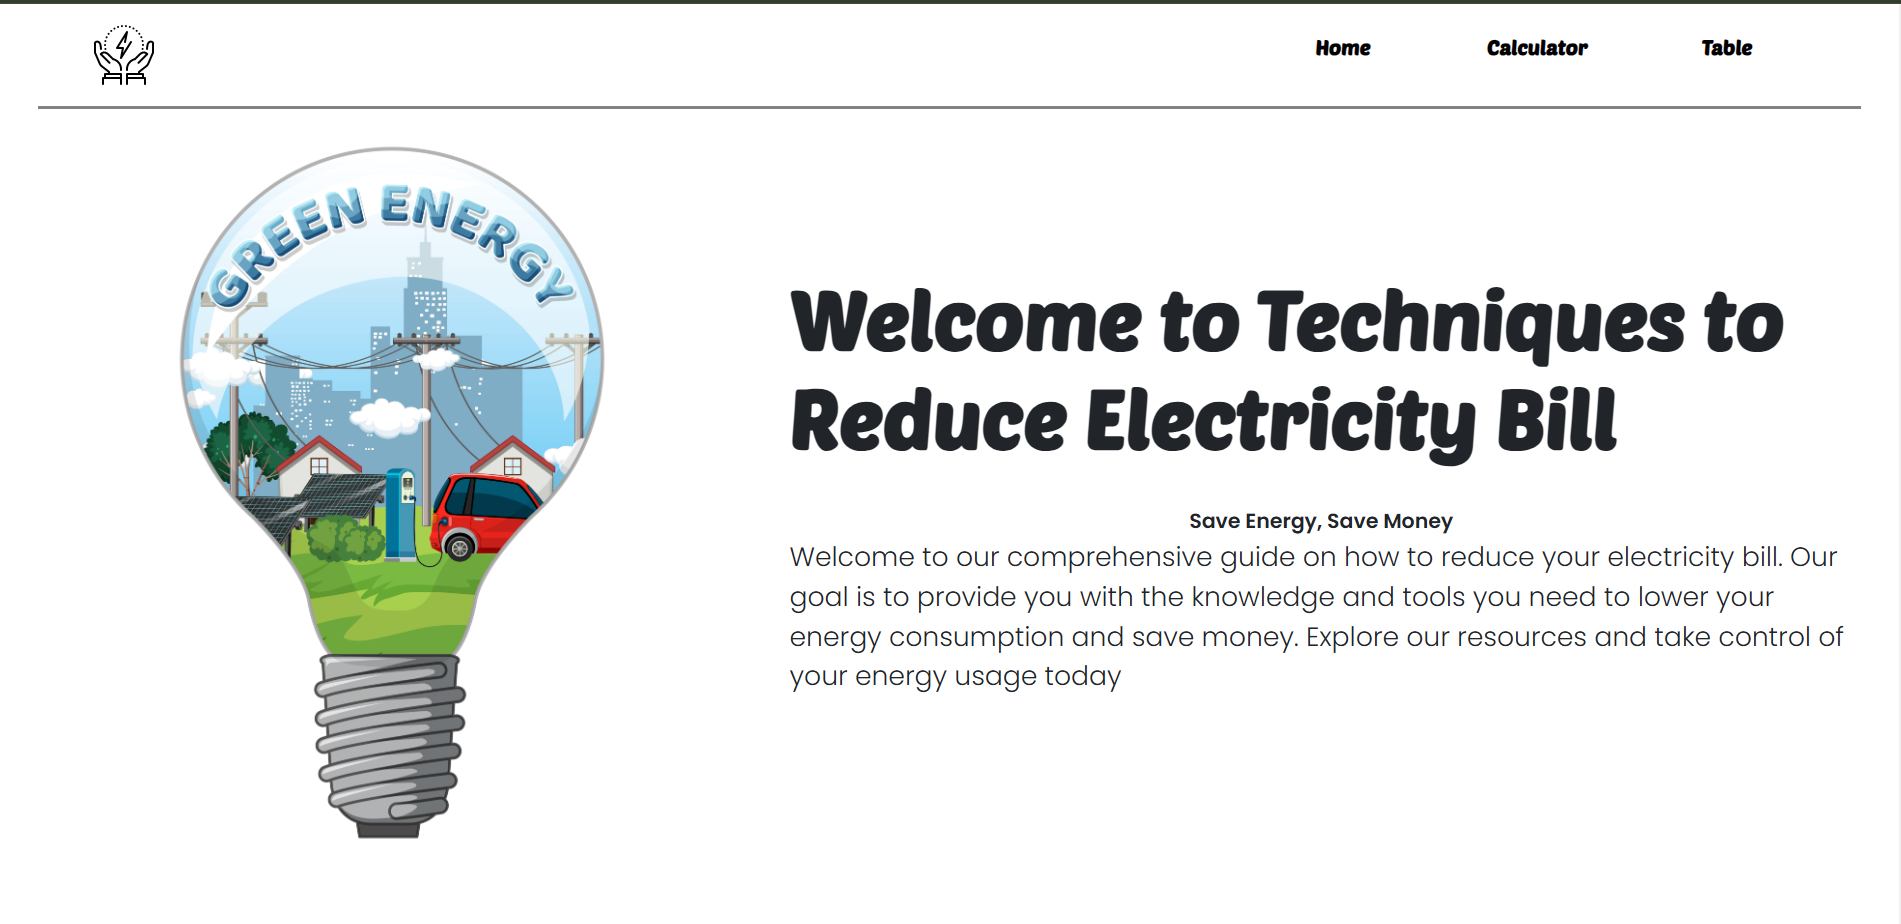 Home Calculator Table
GREEN ENERGY
Welcome to Techniques to
Reduce Electricity Bill
Save Energy, Save Money
Welcome to our comprehensive guide on how to reduce your electricity bill. Our
goal is to provide you with the knowledge and tools you need to lower your
energy consumption and save money. Explore our resources and take control of
your energy usage today